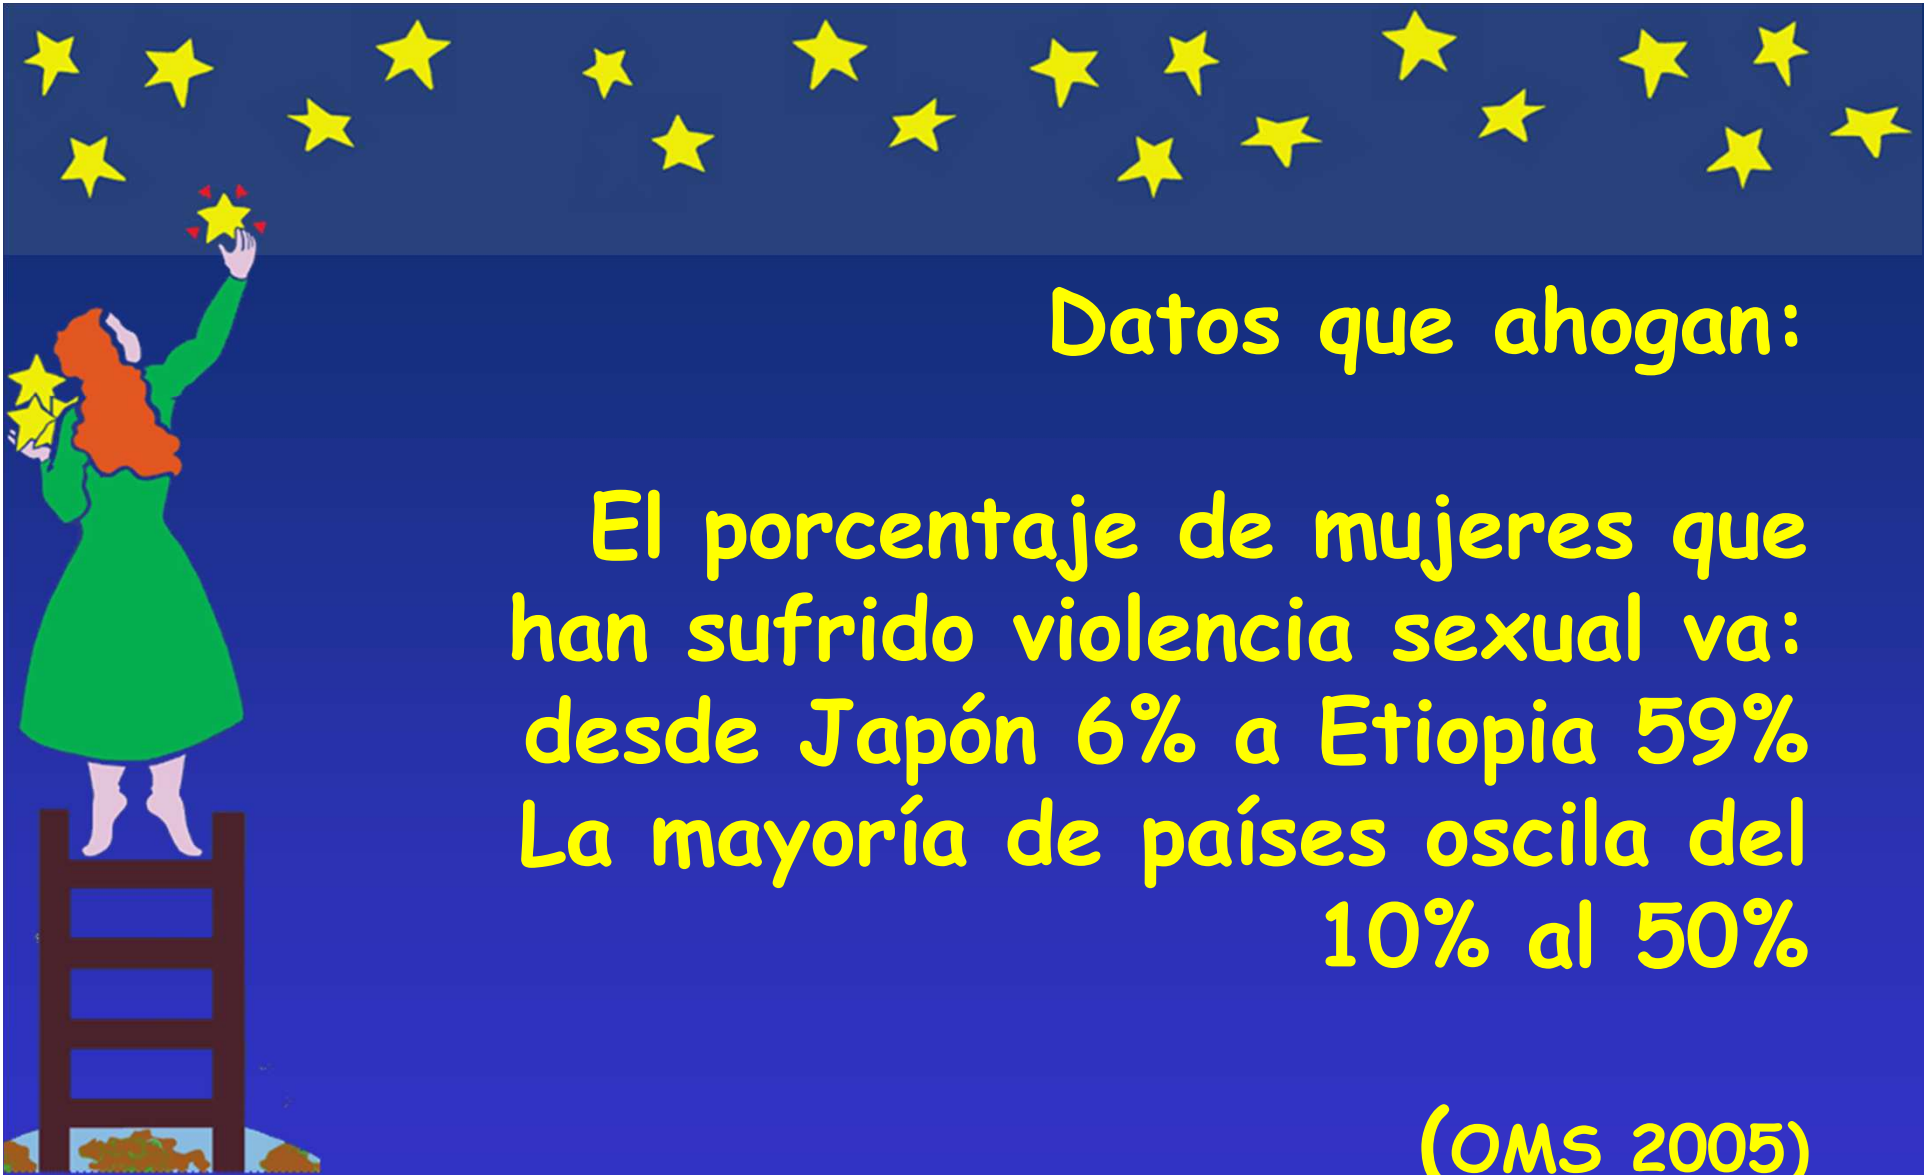 Datos que ahogan:
El porcentaje de mujeres que
han sufrido violencia sexual va:
desde Japón 6% a Etiopia 59%
La mayoría de países oscila del
10% al 50%
(OMS 2005)